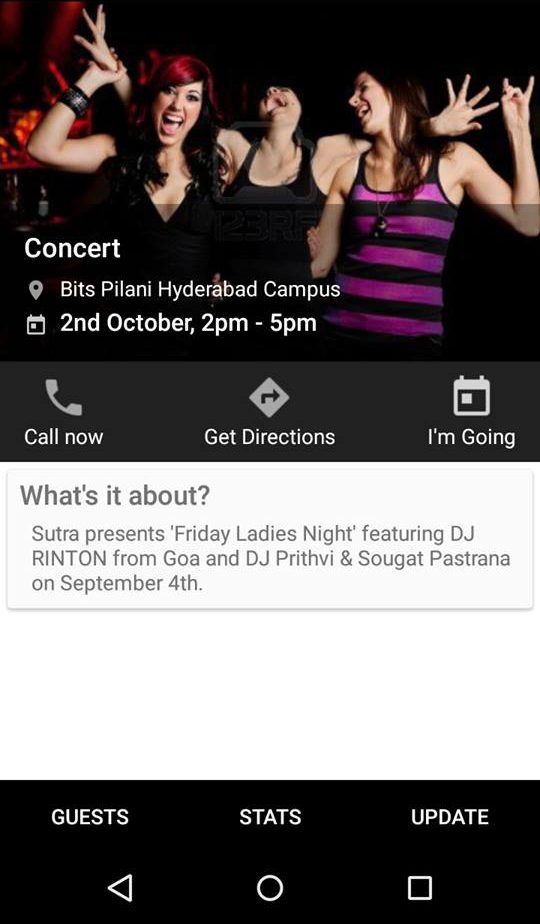 123RF
Concert
Bits Pilani Hyderabad Campus
2nd October, 2pm - 5pm
Call now
Get Directions
I'm Going
What's it about?
Sutra presents 'Friday Ladies Night' featuring DJ
RINTON from Goa and DJ Prithvi & Sougat Pastrana
on September 4th.
GUESTS
STATS
UPDATE